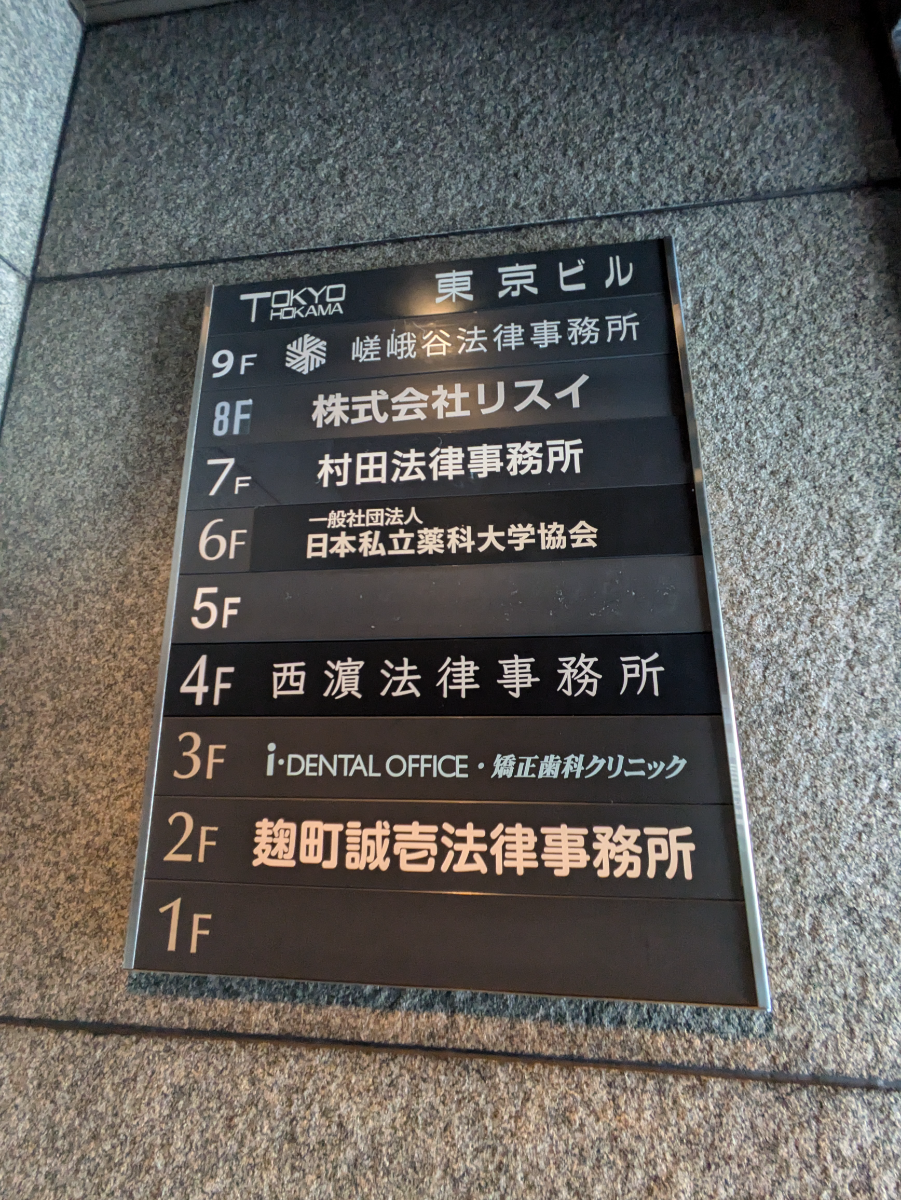 TOKYO HOKAMA 東京ビル
9F 嵯峨谷法律事務所
8F 株式会社リスイ
7F 村田法律事務所
6F 一般社団法人
日本私立薬科大学協会
5F
4F 西濵法律事務所
3F i・DENTAL OFFICE・矯正歯科クリニック
2F 麹町誠壱法律事務所
1F